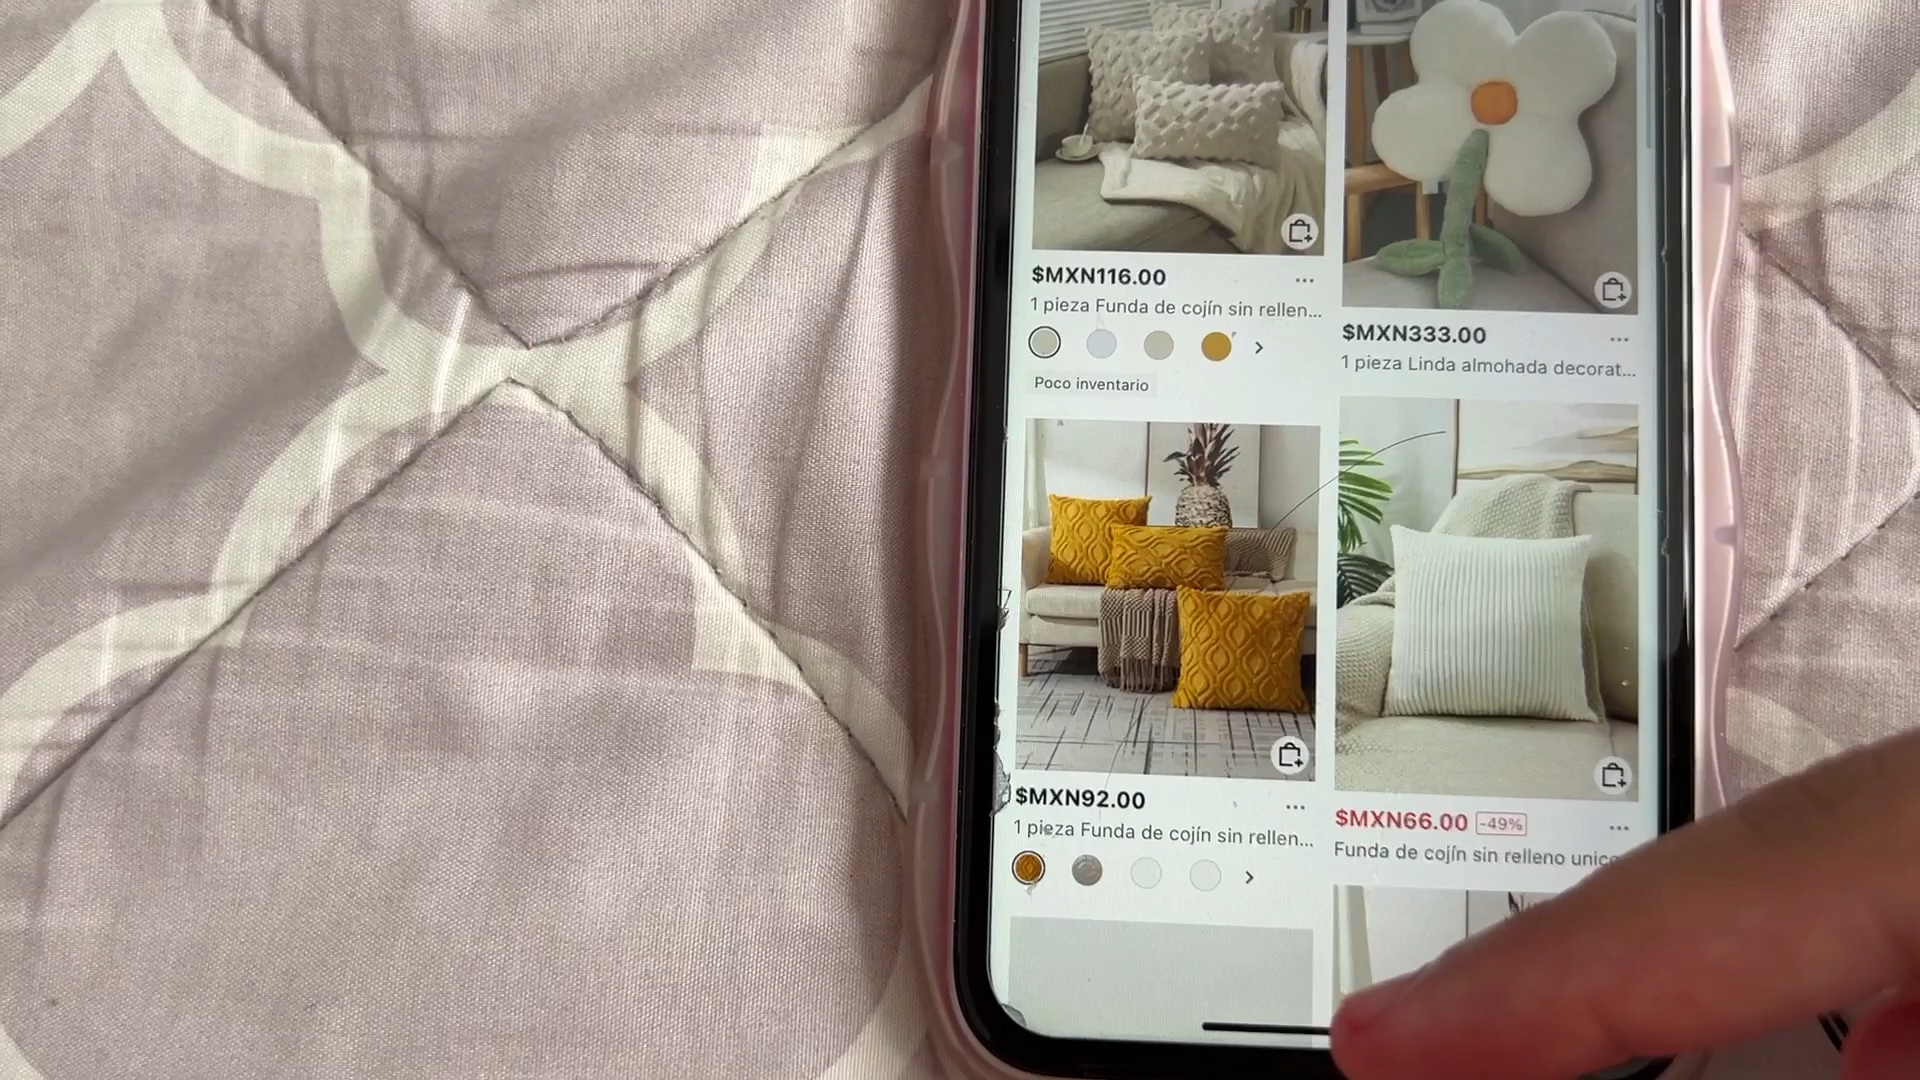 $MXN116.00
1 pieza Funda de cojín sin rellen...
Poco inventario
$MXN333.00
1 pieza Linda almohada decorat...
$MXN92.00
1 pieza Funda de cojín sin rellen...
$MXN66.00 -49%
Funda de cojín sin relleno unic